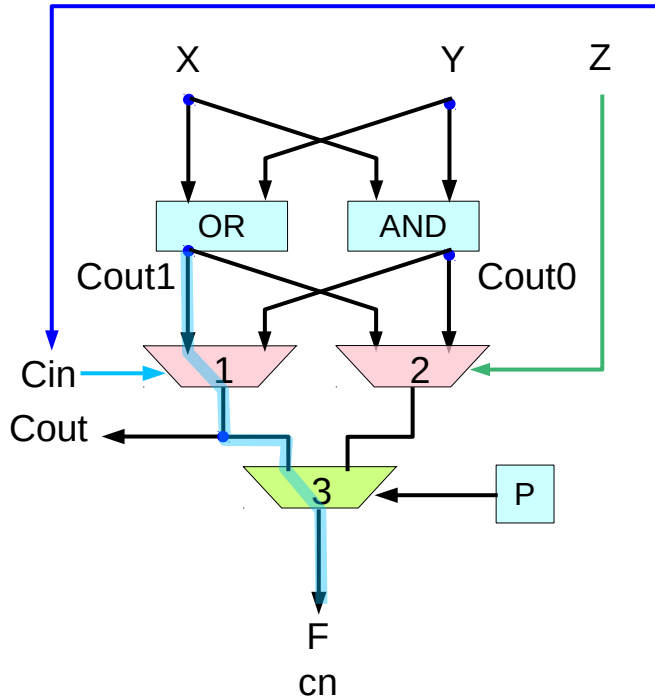 X Y Z
OR AND
Cout1 Cout0
Cin 1 2
Cout
3 P
F
cn